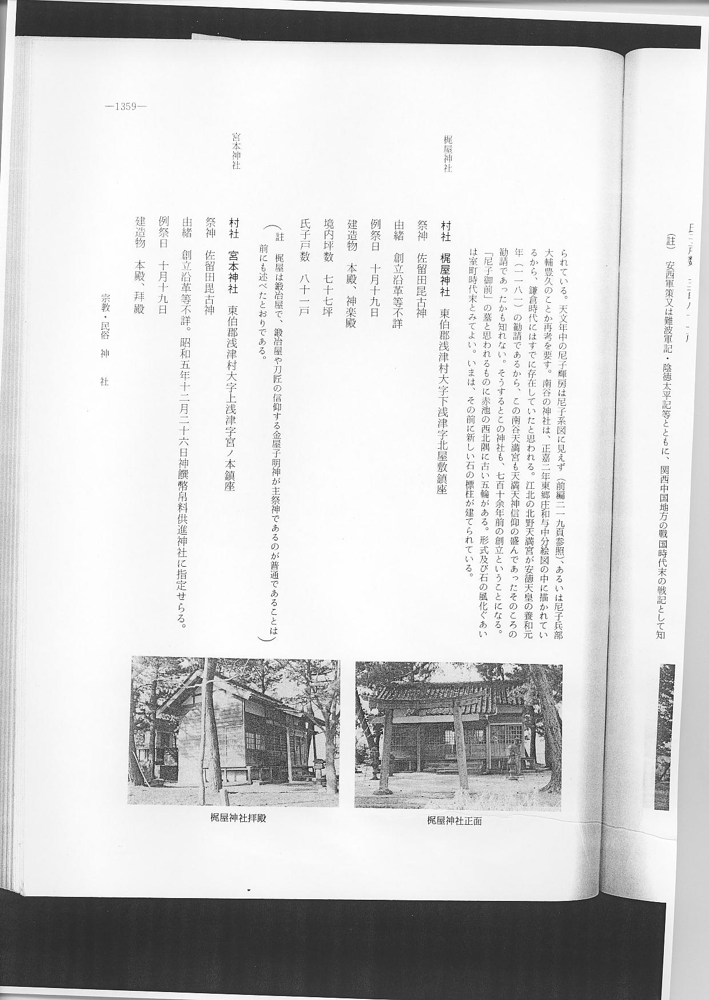 （註）　安西軍策又は難波軍記・陰徳太平記等とともに、関西中国地方の戦国時代末の戦記として知
られている。天文年中の尼子輝房は尼子系図に見えず（前編二一九頁参照）、あるいは尼子兵部
大輔豊久のことか再考を要す。南谷の神社は、正嘉二年東郷庄和与中分絵図の中に描かれてい
るから、鎌倉時代にはすでに存在していたと思われる。江北の北野天満宮が安徳天皇の養和元
年（一一八一）の勧請であるから、この南谷天満宮も天満天神信仰の盛んであったそのころの
勧請であったかも知れない。そうするとこの神社も、七百十余年前の創立ということになる。
「尼子御前」の墓と思われるものに赤池の西北隅に古い五輪がある。形式及び石の風化ぐあい
は室町時代末とみてよい。いまは、その前に新しい石の標柱が建てられている。
梶屋神社
村社　梶屋神社　東伯郡浅津村大字下浅津字北屋敷鎮座
祭神　佐留田昆古神
由緒　創立沿革等不詳
例祭日　十月十九日
建造物　本殿、神楽殿
境内坪数　七十七坪
氏子戸数　八十一戸
（註　梶屋は鍛冶屋で、鍛冶屋や刀匠の信仰する金屋子明神が主祭神であるのが普通であることは
前にも述べたとおりである。）
宮本神社
村社　宮本神社　東伯郡浅津村大字上浅津字宮ノ本鎮座
祭神　佐留田毘古神
由緒　創立沿革等不詳。昭和五年十二月二十六日神饌幣帛料供進神社に指定せらる。
例祭日　十月十九日
建造物　本殿、拝殿
宗教・民俗　神　社
—1359—
梶屋神社正面
梶屋神社拝殿